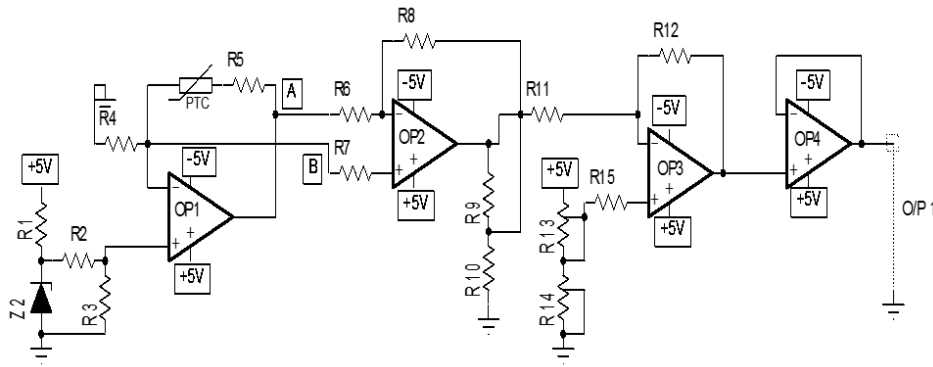 R8
R12
R5
A
-5V
-5V
PTC
R6
R11
OP2
OP4
R4
-5V
R7
B
OP3
+5V
-5V
+5V
+5V
R15
+5V
OP1
R9
+5V
O/P 1
R1
R2
R13
+5V
R10
R3
R14
Z2